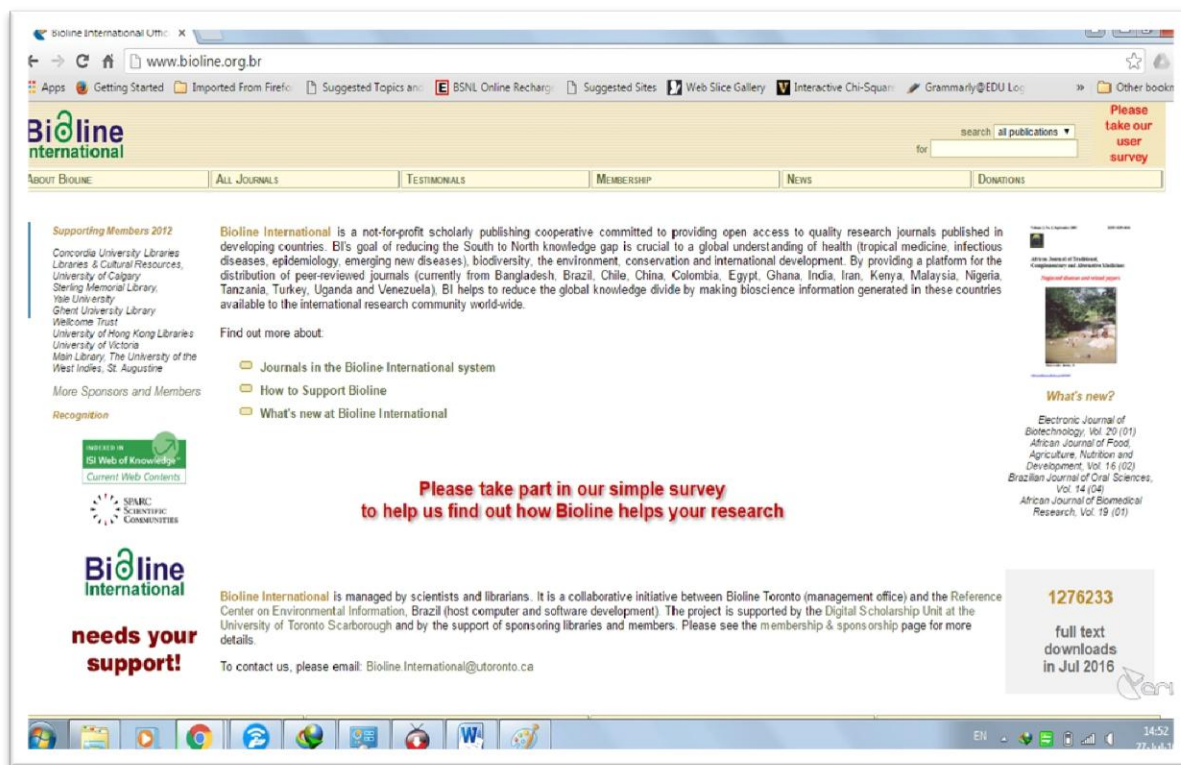 Bioline International Offic
www.bioline.org.br
Apps Getting Started Imported From Firefo Suggested Topics and BSNL Online Recharg Suggested Sites Web Slice Gallery Interactive Chi-Squar Grammarly@EDU Log » Other bookm
Bioline
nternational
search all publications
for
Please
take our
user
survey
About Bioline All Journals Testimonials Membership News Donations
Supporting Members 2012
Concordia University Libraries
Libraries & Cultural Resources,
University of Calgary
Sterling Memorial Library,
Yale University
Ghent University Library
Wellcome Trust
University of Hong Kong Libraries
University of Victoria
Main Library, The University of the
West Indies, St. Augustine
More Sponsors and Members
Recognition
INDEXED IN
ISI Web of Knowledge
Current Web Contents
SPARC
Scientific
Communities
Bioline
International
needs your
support!
Bioline International is a not-for-profit scholarly publishing cooperative committed to providing open access to quality research journals published in
developing countries. BI's goal of reducing the South to North knowledge gap is crucial to a global understanding of health (tropical medicine, infectious
diseases, epidemiology, emerging new diseases), biodiversity, the environment, conservation and international development. By providing a platform for the
distribution of peer-reviewed journals (currently from Bangladesh, Brazil, Chile, China, Colombia, Egypt, Ghana, India, Iran, Kenya, Malaysia, Nigeria,
Tanzania, Turkey, Uganda and Venezuela), BI helps to reduce the global knowledge divide by making bioscience information generated in these countries
available to the international research community world-wide.
Find out more about:
Journals in the Bioline International system
How to Support Bioline
What's new at Bioline International
Please take part in our simple survey
to help us find out how Bioline helps your research
Bioline International is managed by scientists and librarians. It is a collaborative initiative between Bioline Toronto (management office) and the Reference
Center on Environmental Information, Brazil (host computer and software development). The project is supported by the Digital Scholarship Unit at the
University of Toronto Scarborough and by the support of sponsoring libraries and members. Please see the membership & sponsorship page for more
details.
To contact us, please email: Bioline.International@utoronto.ca
African Journal of Traditional,
Complementary and Alternative Medicines
What's new?
Electronic Journal of
Biotechnology, Vol. 20 (01)
African Journal of Food,
Agriculture, Nutrition and
Development, Vol. 16 (02)
Brazilian Journal of Oral Sciences,
Vol. 14 (04)
African Journal of Biomedical
Research, Vol. 19 (01)
1276233
full text
downloads
in Jul 2016
EN
14:52